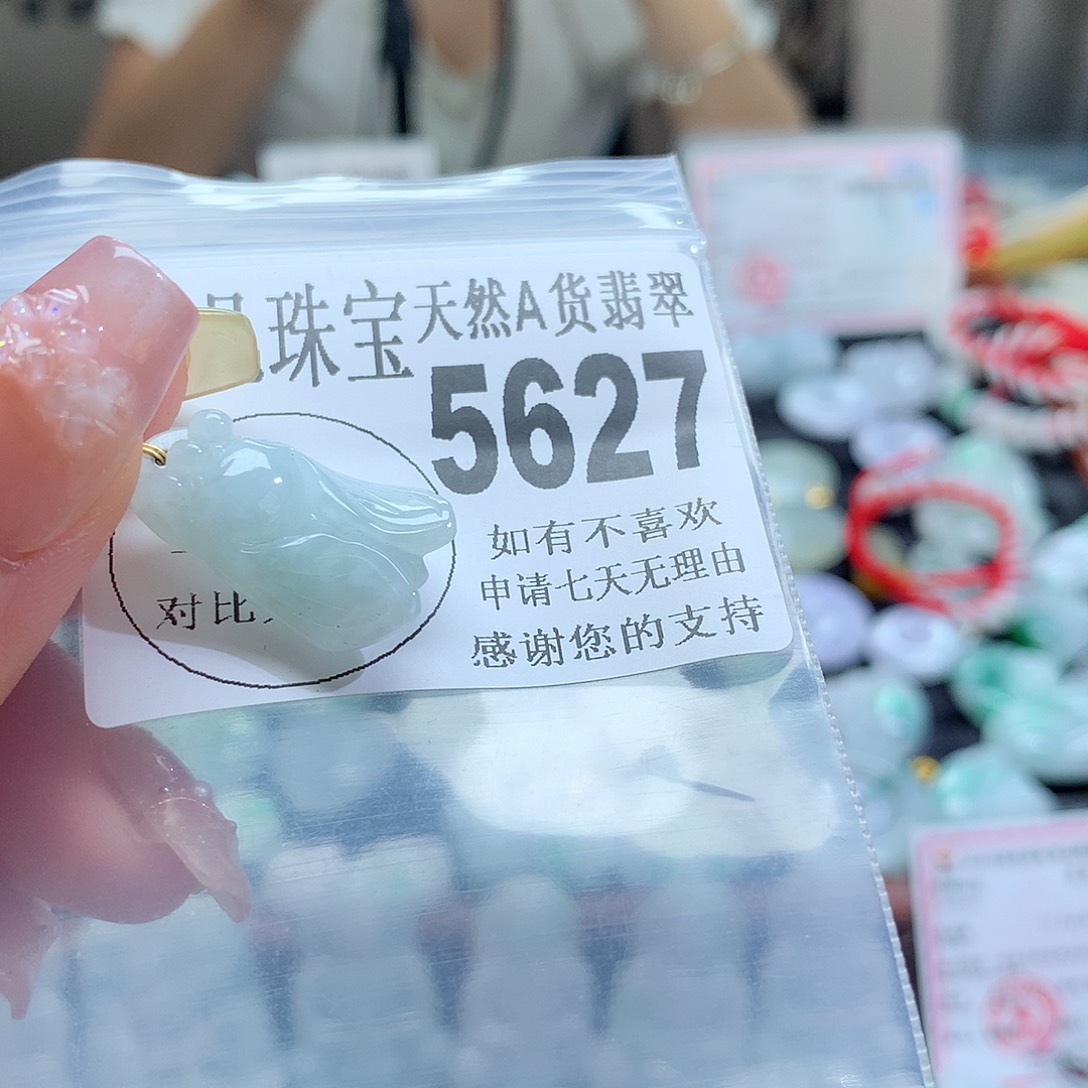 珠宝天然A货翡翠
5627
对比
如有不喜欢
申请七天无理由
感谢您的支持